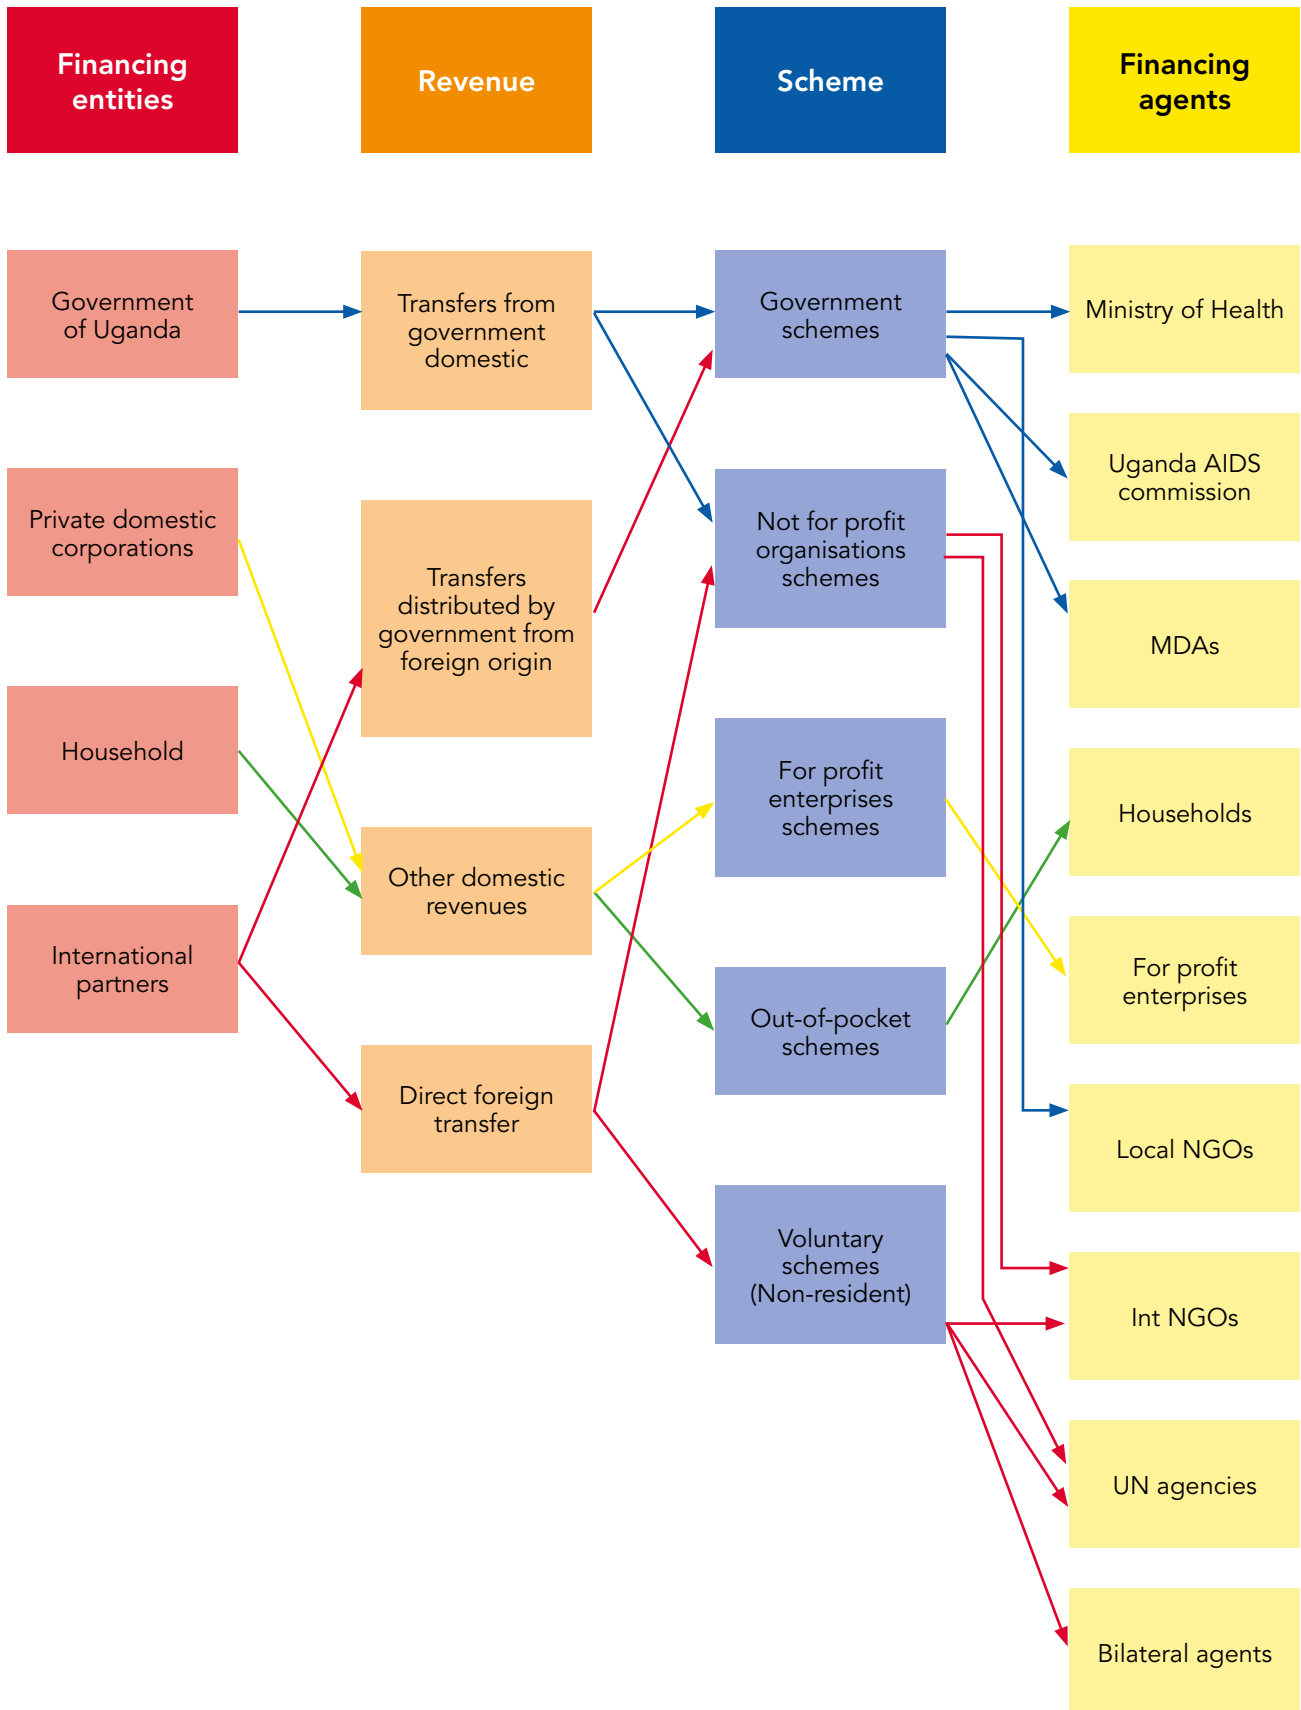 Financing
entities
Revenue
Scheme
Financing
agents
Government
of Uganda
Private domestic
corporations
Household
International
partners
Transfers from
government
domestic
Transfers
distributed by
government from
foreign origin
Other domestic
revenues
Direct foreign
transfer
Government
schemes
Not for profit
organisations
schemes
For profit
enterprises
schemes
Out-of-pocket
schemes
Voluntary
schemes
(Non-resident)
Ministry of Health
Uganda AIDS
commission
MDAs
Households
For profit
enterprises
Local NGOs
Int NGOs
UN agencies
Bilateral agents